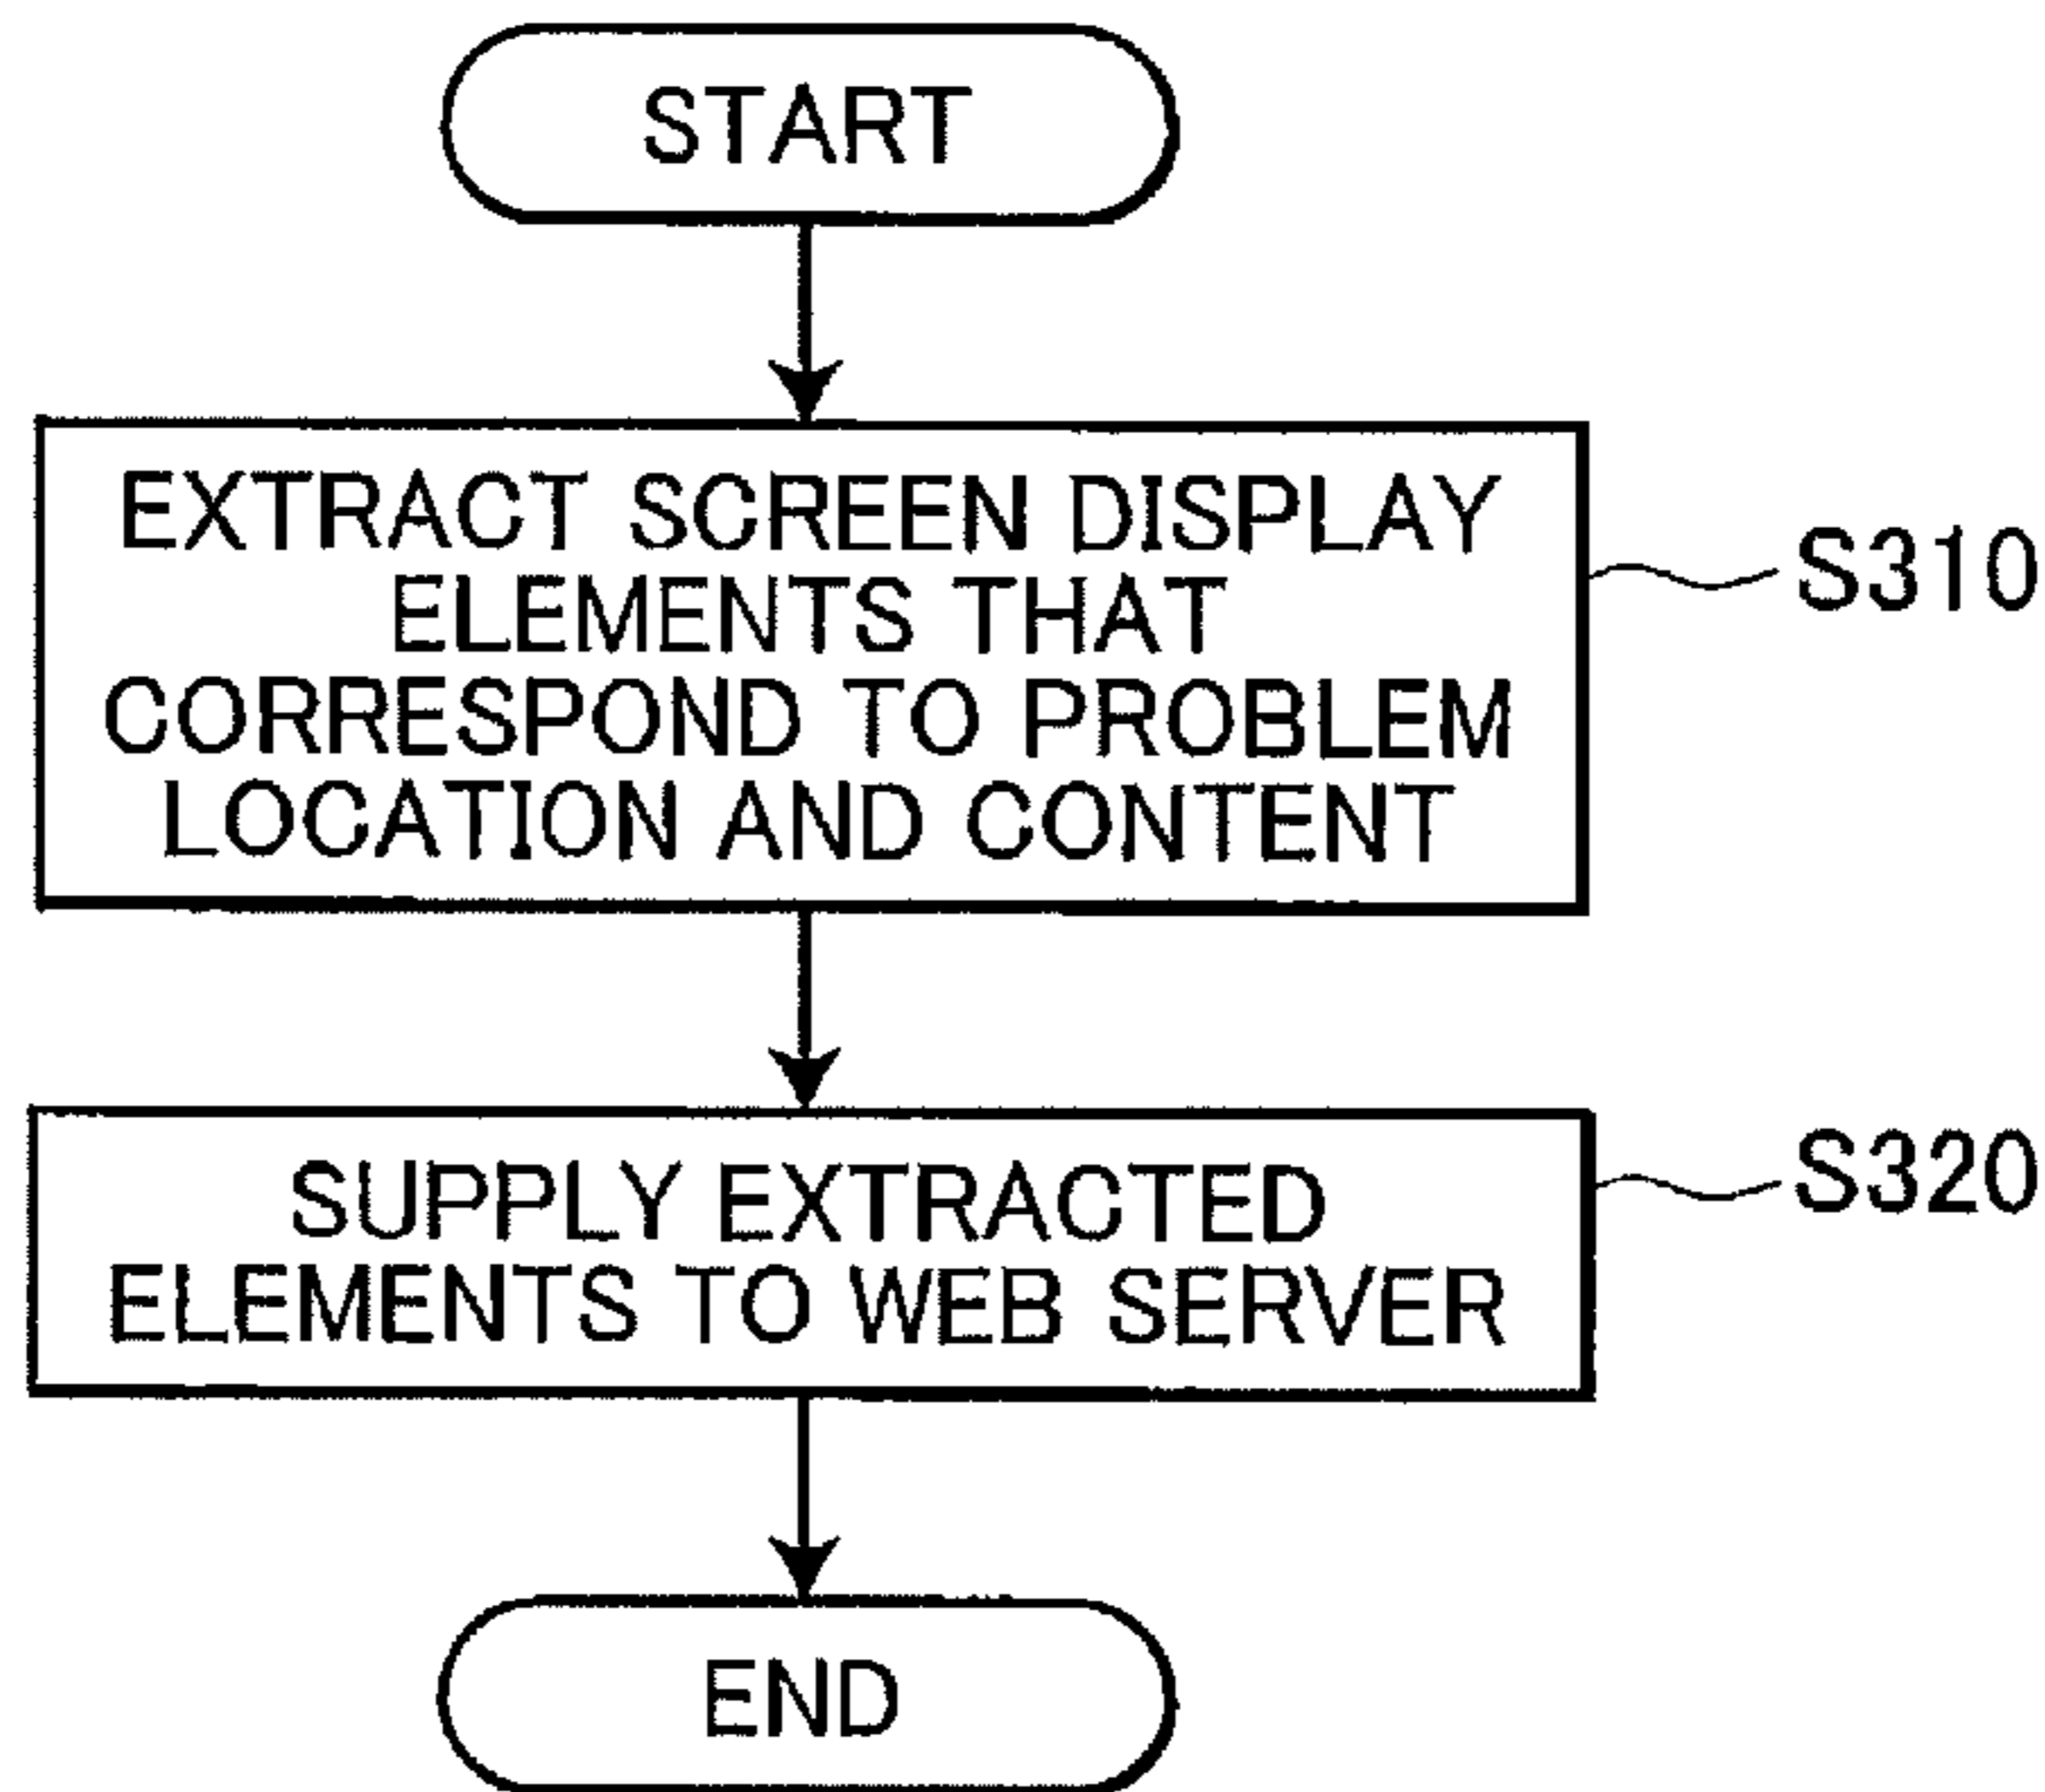 START
EXTRACT SCREEN DISPLAY
ELEMENTS THAT
CORRESPOND TO PROBLEM
LOCATION AND CONTENT
S310
SUPPLY EXTRACTED
ELEMENTS TO WEB SERVER
S320
END